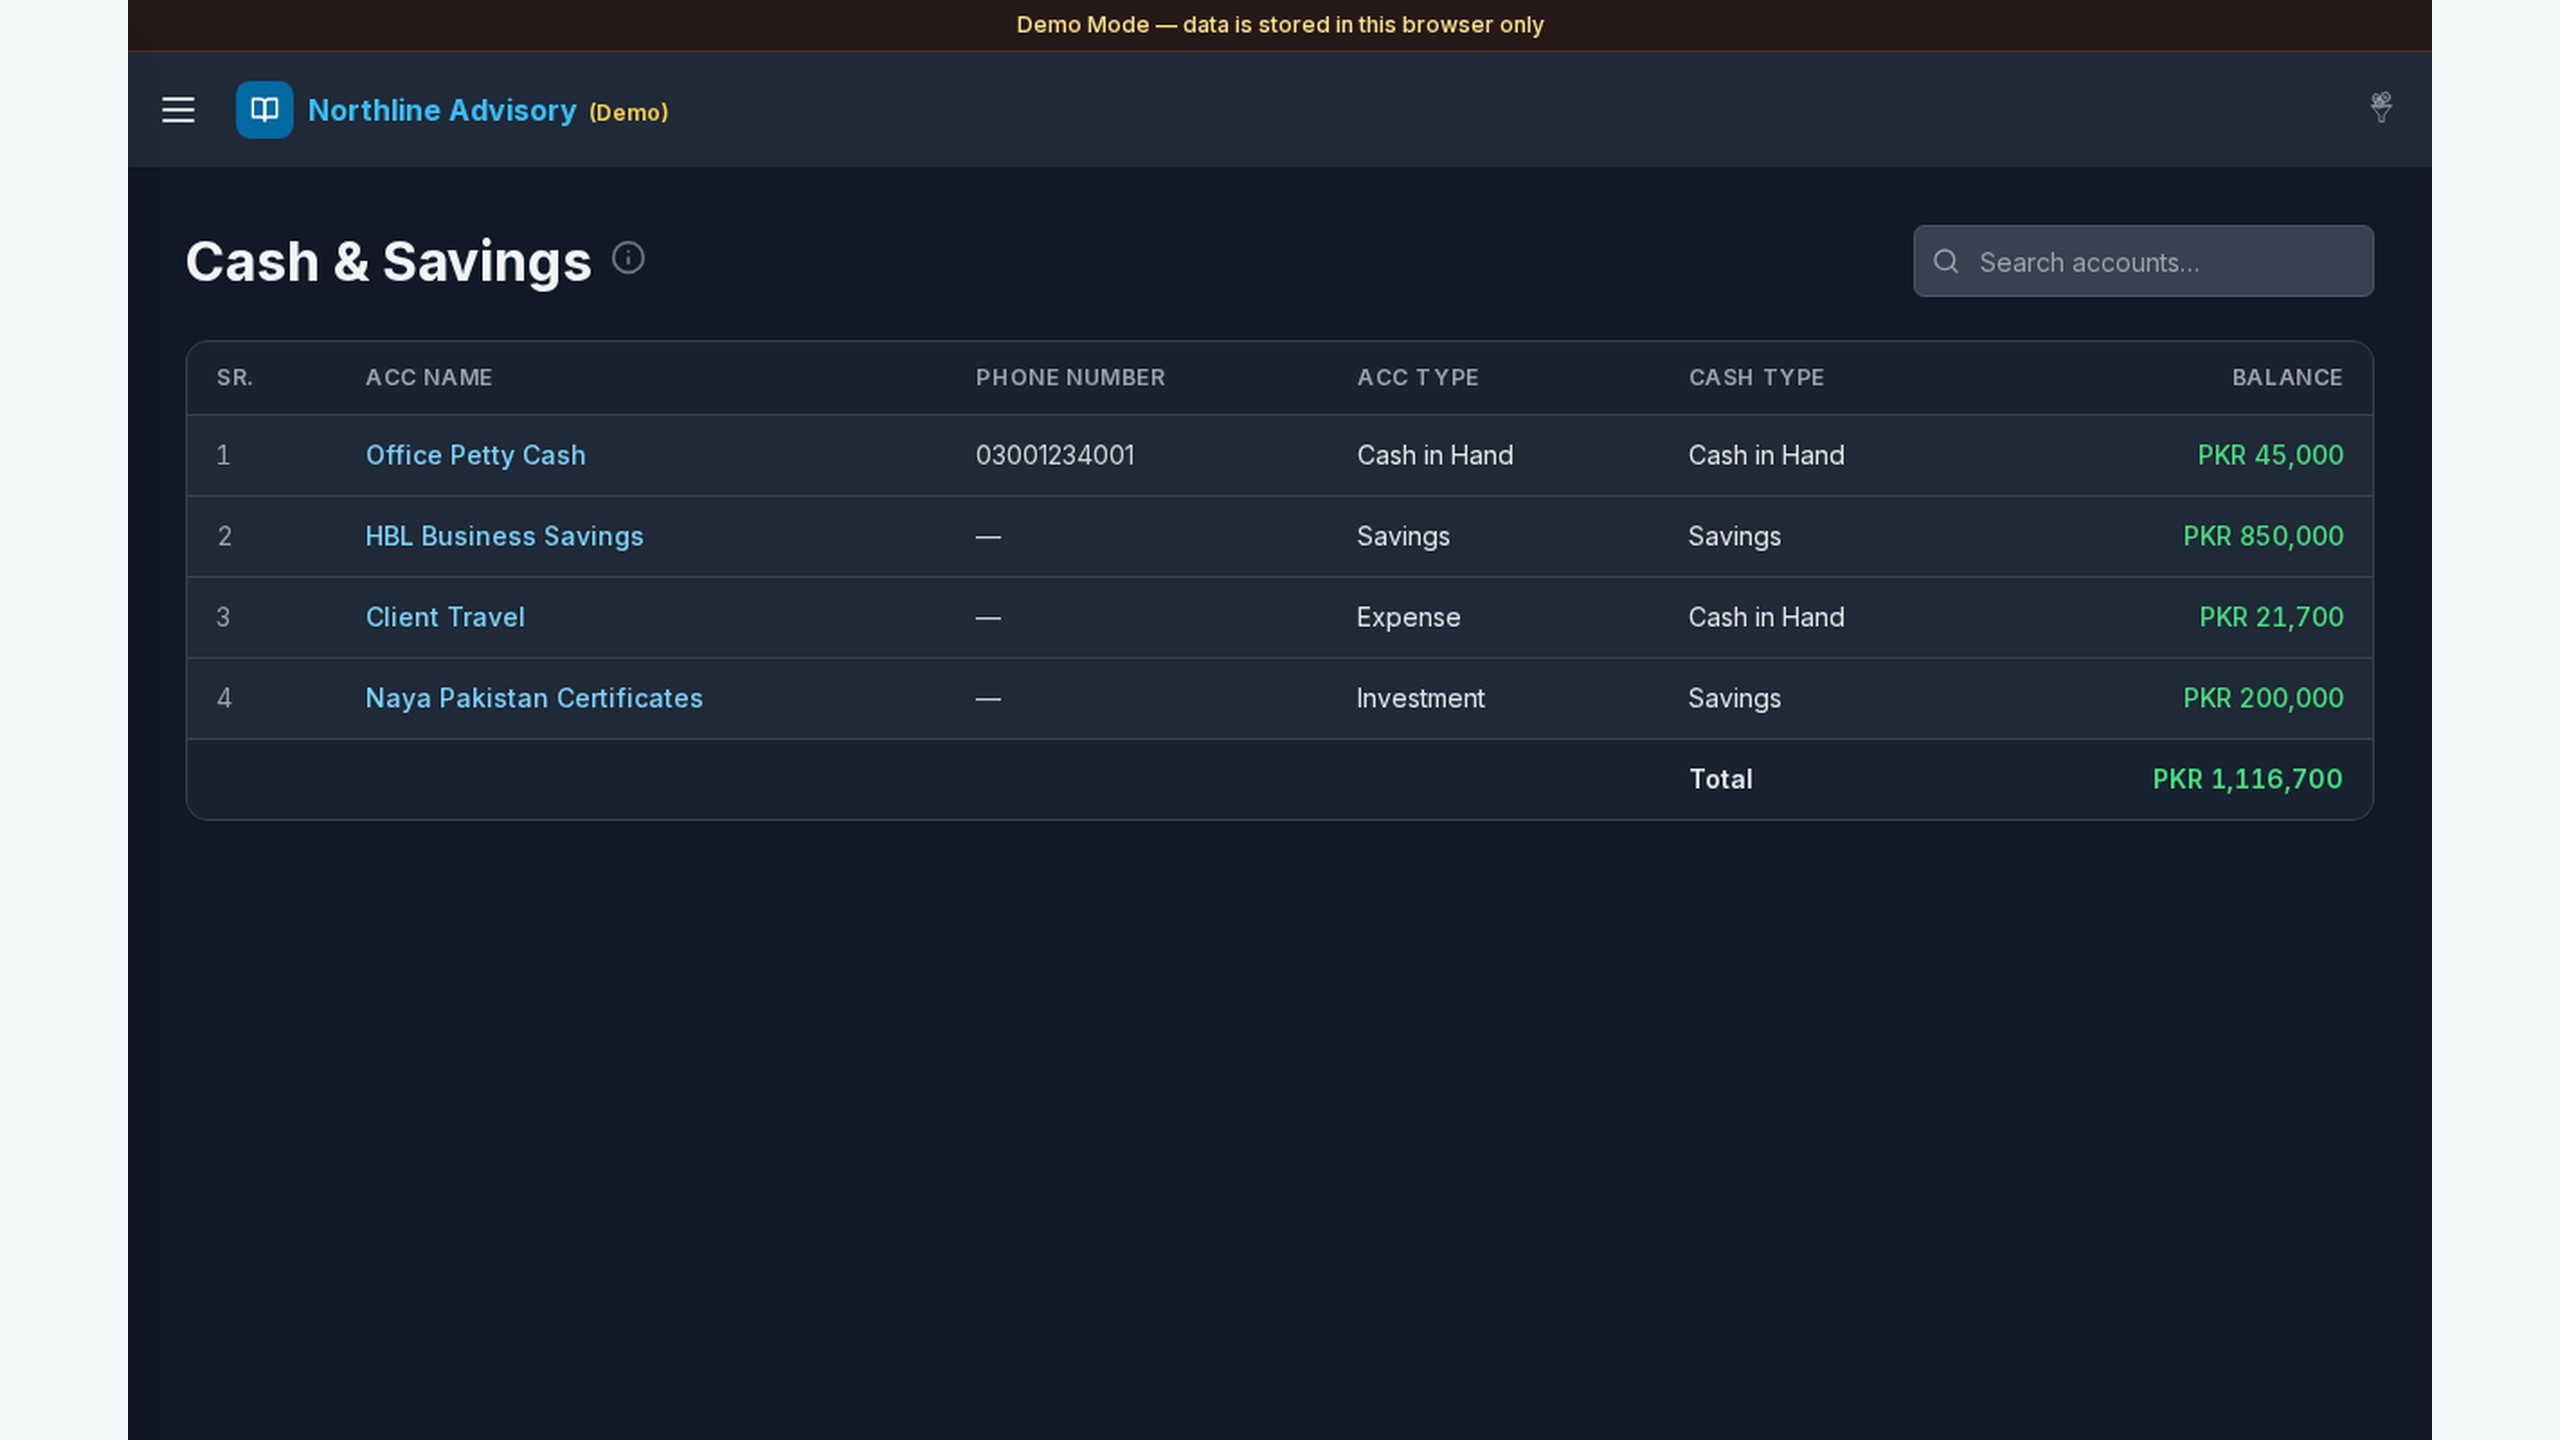 Demo Mode — data is stored in this browser only
Northline Advisory (Demo)
Cash & Savings
Search accounts...
SR. ACC NAME PHONE NUMBER ACC TYPE CASH TYPE BALANCE
1 Office Petty Cash 03001234001 Cash in Hand Cash in Hand PKR 45,000
2 HBL Business Savings — Savings Savings PKR 850,000
3 Client Travel — Expense Cash in Hand PKR 21,700
4 Naya Pakistan Certificates — Investment Savings PKR 200,000
Total PKR 1,116,700